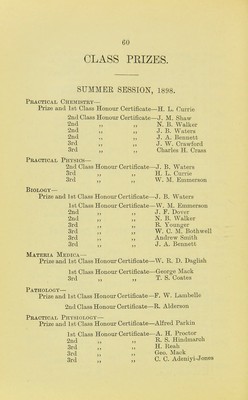 60
CLASS PRIZES.
SUMMER SESSION, 1898.
PRACTICAL CHEMISTRY—
Prize and 1st Class Honour Certificate—H. L. Currie
2nd Class Honour Certificate—J. M. Shaw
2nd ,, ,, N. B. Walker
2nd ,, ,, J. B. Waters
2nd ,, ,, J. A. Bennett
3rd ,, ,, J. W. Crawford
3rd ,, ,, Charles H. Crass
PRACTICAL PHYSICS—
2nd Class Honour Certificate—J. B. Waters
3rd ,, ,, H. L. Currie
3rd ,, ,, W. M. Emmerson
BIOLOGY—
Prize and 1st Class Honour Certificate—J. B. Waters
1st Class Honour Certificate—W. M. Emmerson
2nd ,, ,, J. F. Dover
2nd ,, ,, N. B. Walker
3rd ,, ,, R. Younger
3rd ,, ,, W. C. M. Bothwell
3rd ,, ,, Andrew Smith
3rd ,, ,, J. A. Bennett
MATERIA MEDICA—
Prize and 1st Class Honour Certificate—W. R. D. Daglish
1st Class Honour Certificate—George Mack
3rd ,, ,, T. S. Coates
PATHOLOGY—
Prize and 1st Class Honour Certificate—F. W. Lambelle
2nd Class Honour Certificate—R. Alderson
PRACTICAL PHYSIOLOGY—
Prize and 1st Class Honour Certificate—Alfred Parkin
1st Class Honour Certificate—A. H. Proctor
2nd ,, ,, R. S. Hindmarsh
3rd ,, ,, H. Reah
3rd ,, ,, Geo. Mack
3rd ,, ,, C. C. Adeniyi-Jones